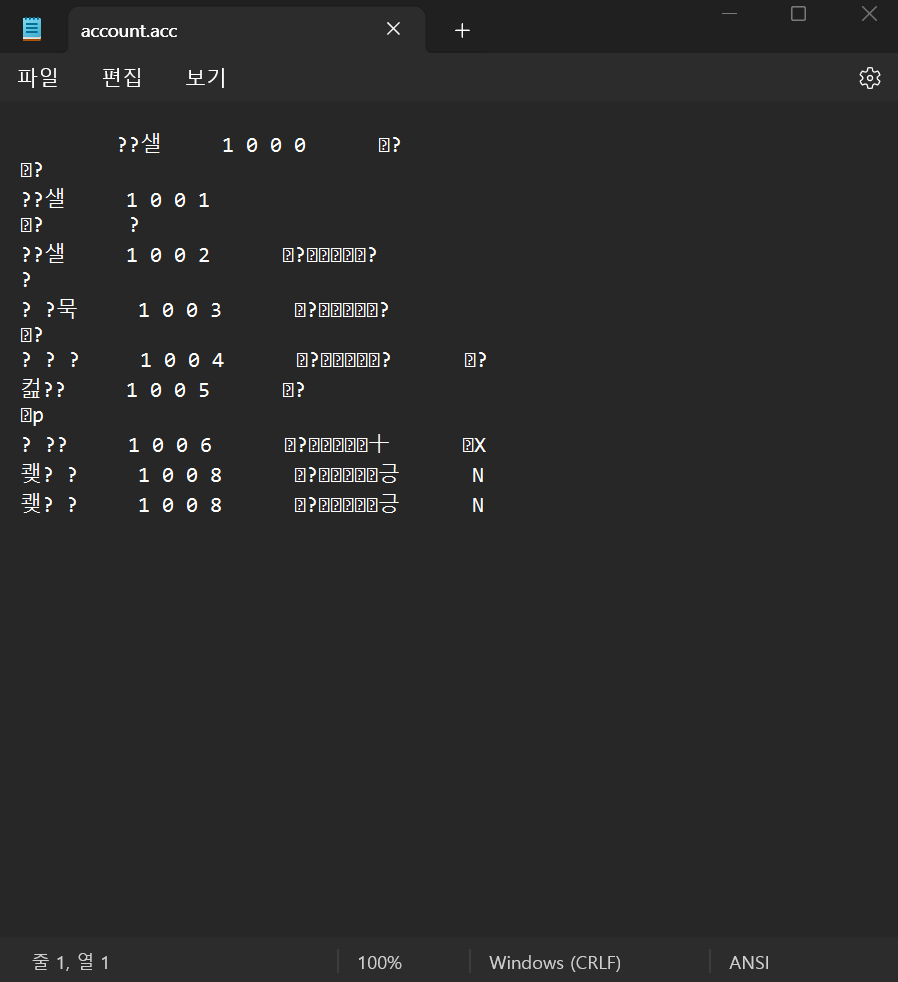 account.acc
파일 편집 보기
??샐 1 0 0 0 ?
?
??샐 1 0 0 1
? ?
??샐 1 0 0 2 ? ?
?
? ?묵 1 0 0 3 ? ?
?
? ? ? 1 0 0 4 ? ? ?
컶?? 1 0 0 5 ?
p
? ?? 1 0 0 6 ? 十 X
쾣? ? 1 0 0 8 ? 긍 N
쾣? ? 1 0 0 8 ? 긍 N
줄 1, 열 1 100% Windows (CRLF) ANSI